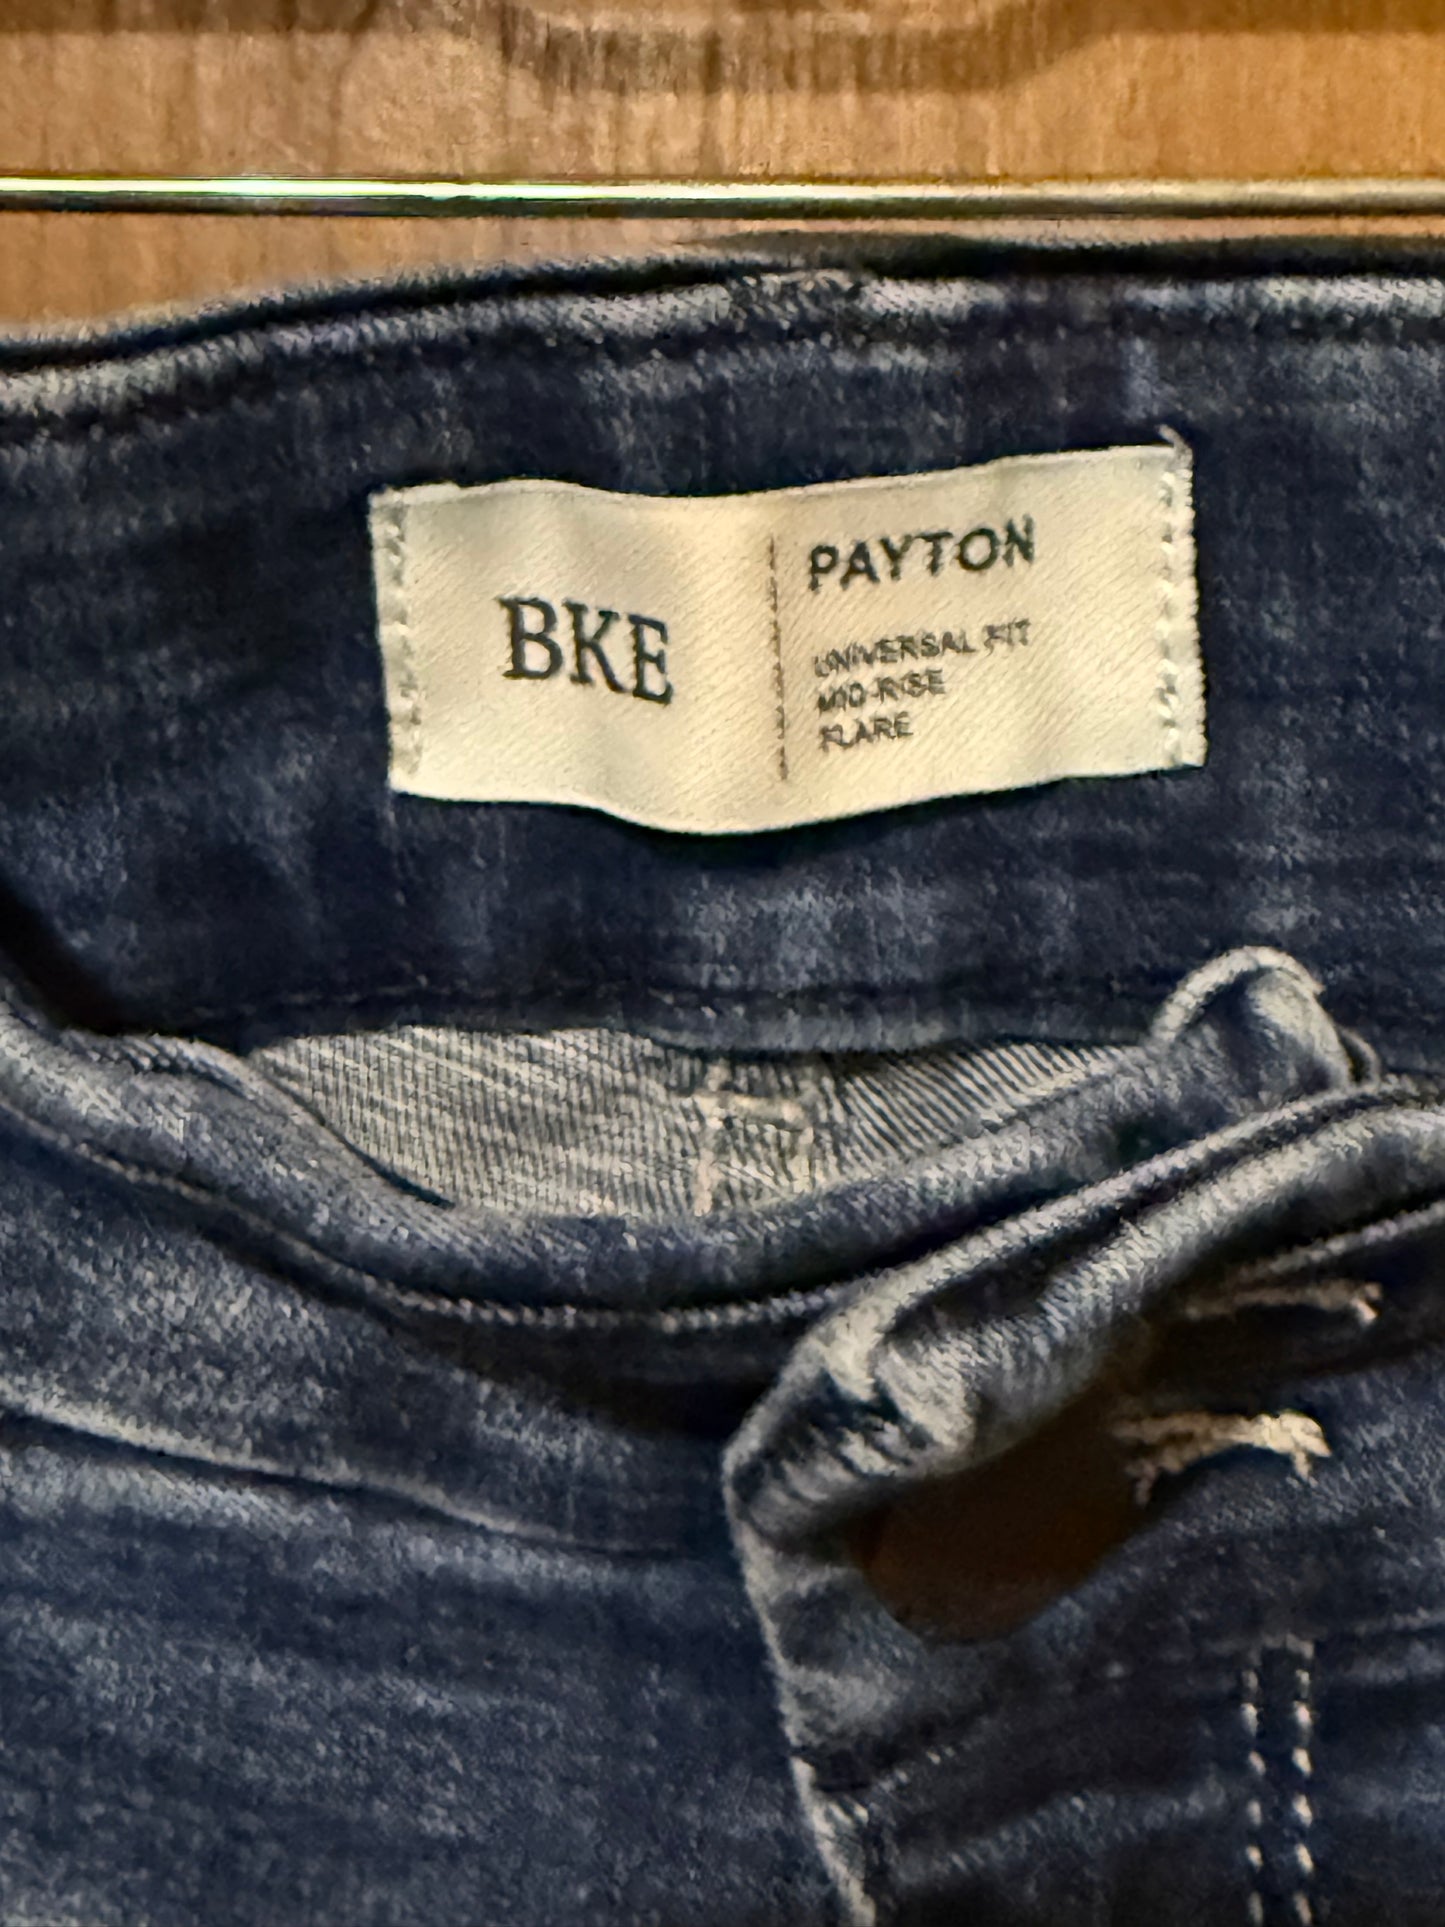 BKE
PAYTON
UNIVERSAL FIT
MID-RISE
FLARE